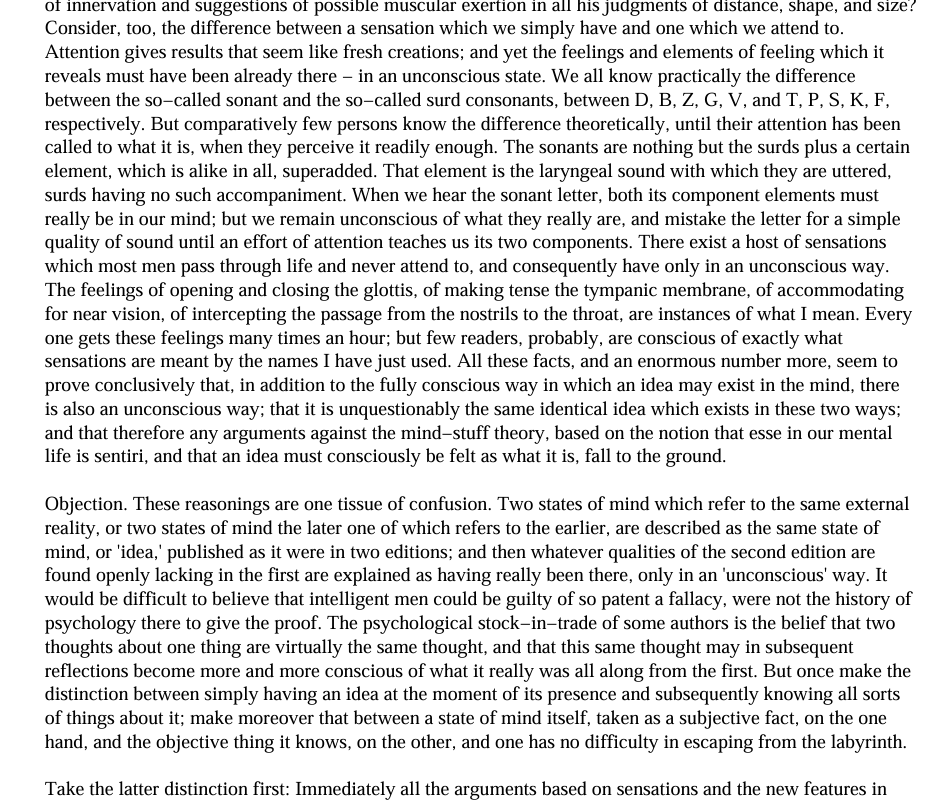 of innervation and suggestions of possible muscular exertion in all his judgments of distance, shape, and size?
Consider, too, the difference between a sensation which we simply have and one which we attend to.
Attention gives results that seem like fresh creations; and yet the feelings and elements of feeling which it
reveals must have been already there − in an unconscious state. We all know practically the difference
between the so−called sonant and the so−called surd consonants, between D, B, Z, G, V, and T, P, S, K, F,
respectively. But comparatively few persons know the difference theoretically, until their attention has been
called to what it is, when they perceive it readily enough. The sonants are nothing but the surds plus a certain
element, which is alike in all, superadded. That element is the laryngeal sound with which they are uttered,
surds having no such accompaniment. When we hear the sonant letter, both its component elements must
really be in our mind; but we remain unconscious of what they really are, and mistake the letter for a simple
quality of sound until an effort of attention teaches us its two components. There exist a host of sensations
which most men pass through life and never attend to, and consequently have only in an unconscious way.
The feelings of opening and closing the glottis, of making tense the tympanic membrane, of accommodating
for near vision, of intercepting the passage from the nostrils to the throat, are instances of what I mean. Every
one gets these feelings many times an hour; but few readers, probably, are conscious of exactly what
sensations are meant by the names I have just used. All these facts, and an enormous number more, seem to
prove conclusively that, in addition to the fully conscious way in which an idea may exist in the mind, there
is also an unconscious way; that it is unquestionably the same identical idea which exists in these two ways;
and that therefore any arguments against the mind−stuff theory, based on the notion that esse in our mental
life is sentiri, and that an idea must consciously be felt as what it is, fall to the ground.
Objection. These reasonings are one tissue of confusion. Two states of mind which refer to the same external
reality, or two states of mind the later one of which refers to the earlier, are described as the same state of
mind, or 'idea,' published as it were in two editions; and then whatever qualities of the second edition are
found openly lacking in the first are explained as having really been there, only in an 'unconscious' way. It
would be difficult to believe that intelligent men could be guilty of so patent a fallacy, were not the history of
psychology there to give the proof. The psychological stock−in−trade of some authors is the belief that two
thoughts about one thing are virtually the same thought, and that this same thought may in subsequent
reflections become more and more conscious of what it really was all along from the first. But once make the
distinction between simply having an idea at the moment of its presence and subsequently knowing all sorts
of things about it; make moreover that between a state of mind itself, taken as a subjective fact, on the one
hand, and the objective thing it knows, on the other, and one has no difficulty in escaping from the labyrinth.
Take the latter distinction first: Immediately all the arguments based on sensations and the new features in